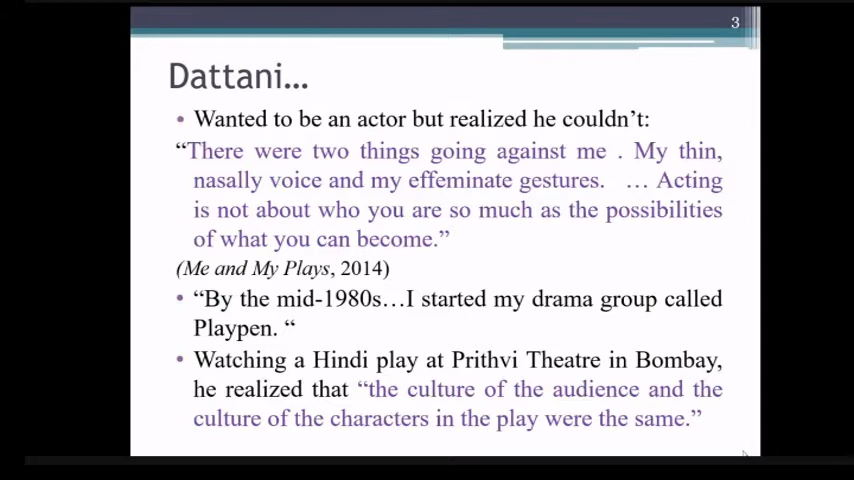 3
Dattani…
• Wanted to be an actor but realized he couldn't:
“There were two things going against me . My thin,
nasally voice and my effeminate gestures. … Acting
is not about who you are so much as the possibilities
of what you can become.”
(Me and My Plays, 2014)
• “By the mid-1980s…I started my drama group called
Playpen. “
• Watching a Hindi play at Prithvi Theatre in Bombay,
he realized that “the culture of the audience and the
culture of the characters in the play were the same.”